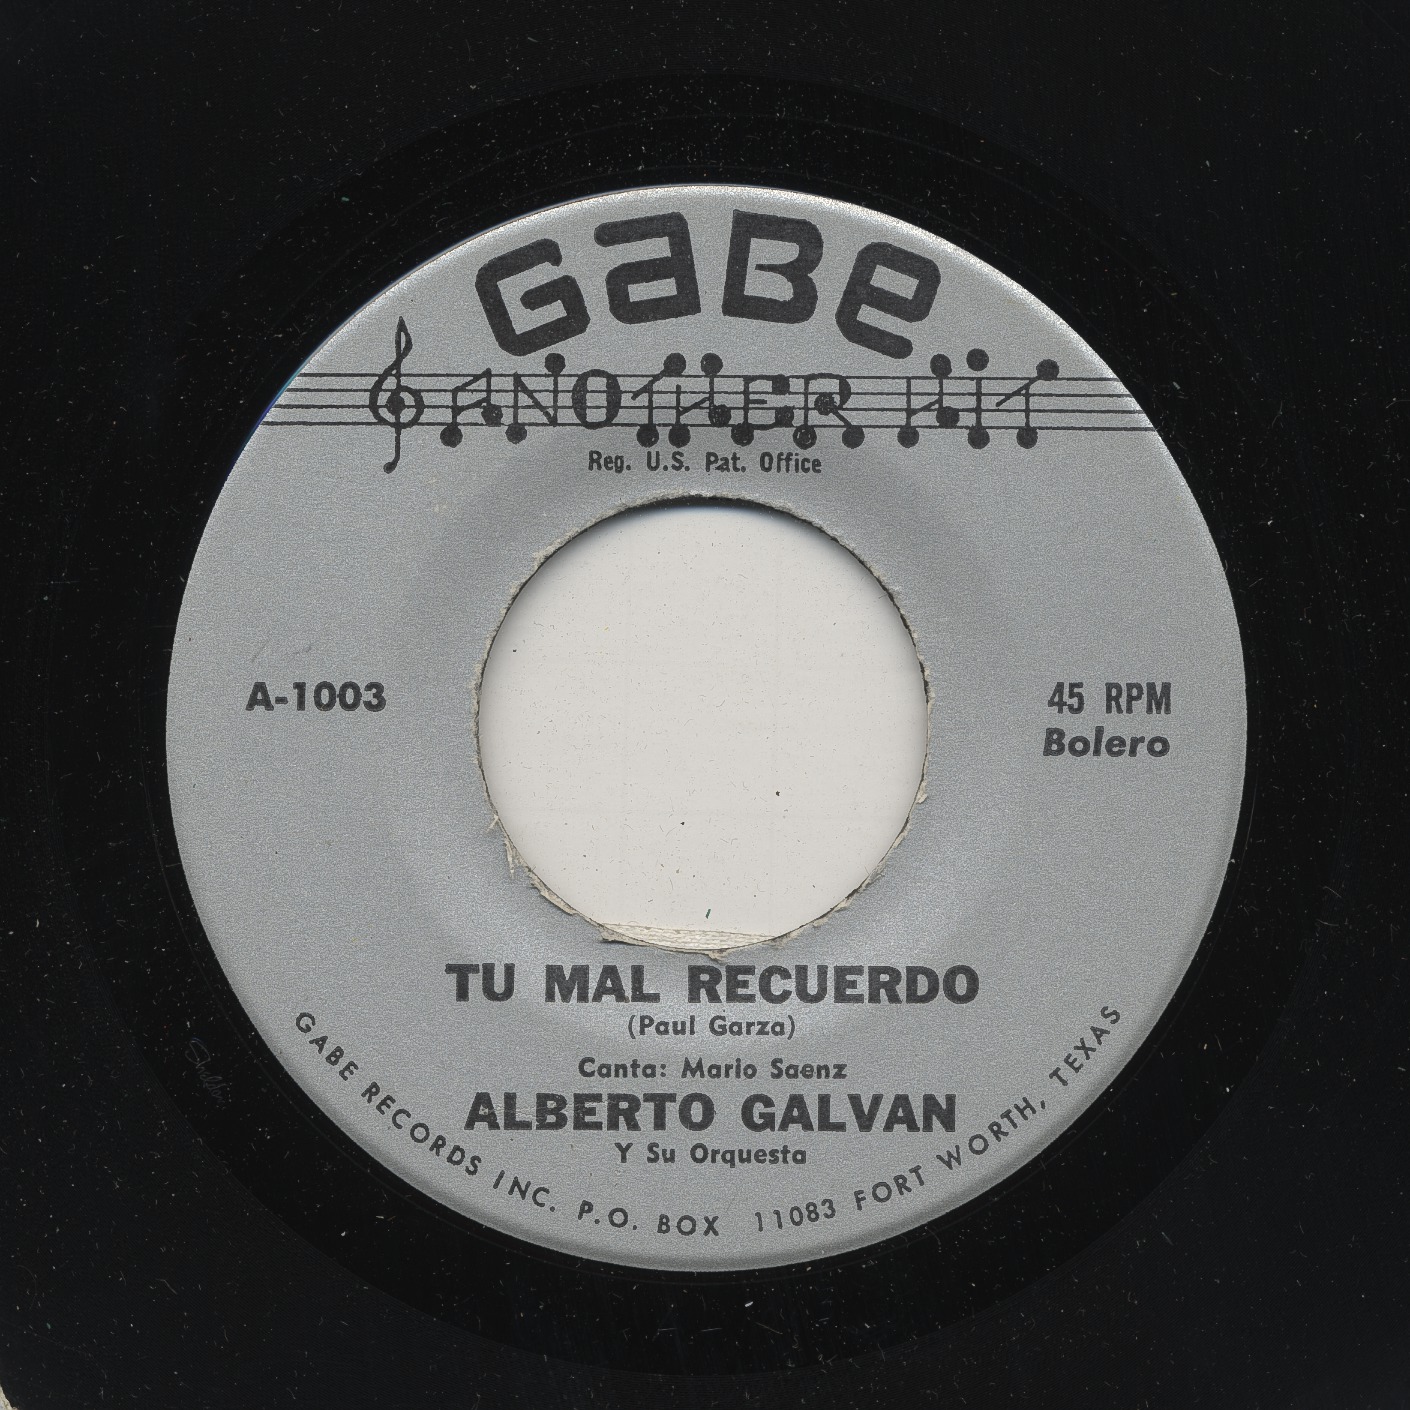 GaBe
ANOTHER HIT
Reg. U.S. Pat. Office
A-1003
45 RPM
Bolero
TU MAL RECUERDO
(Paul Garza)
Canta: Mario Saenz
ALBERTO GALVAN
Y Su Orquesta
GABE RECORDS INC. P.O. BOX 11083 FORT WORTH, TEXAS